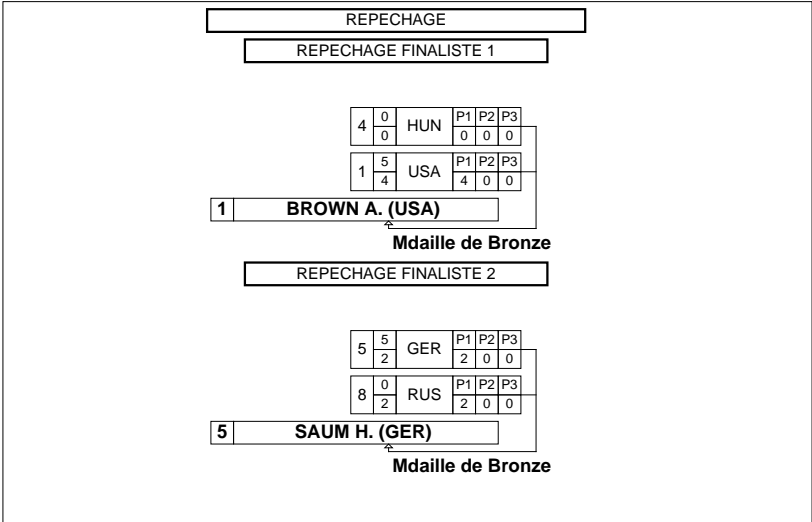 REPECHAGE
REPECHAGE FINALISTE 1
4 0 HUN P1 P2 P3
0 0 0 0
1 5 USA P1 P2 P3
4 4 0 0
1 BROWN A. (USA)
Mdaille de Bronze
REPECHAGE FINALISTE 2
5 5 GER P1 P2 P3
2 2 0 0
8 0 RUS P1 P2 P3
2 2 0 0
5 SAUM H. (GER)
Mdaille de Bronze